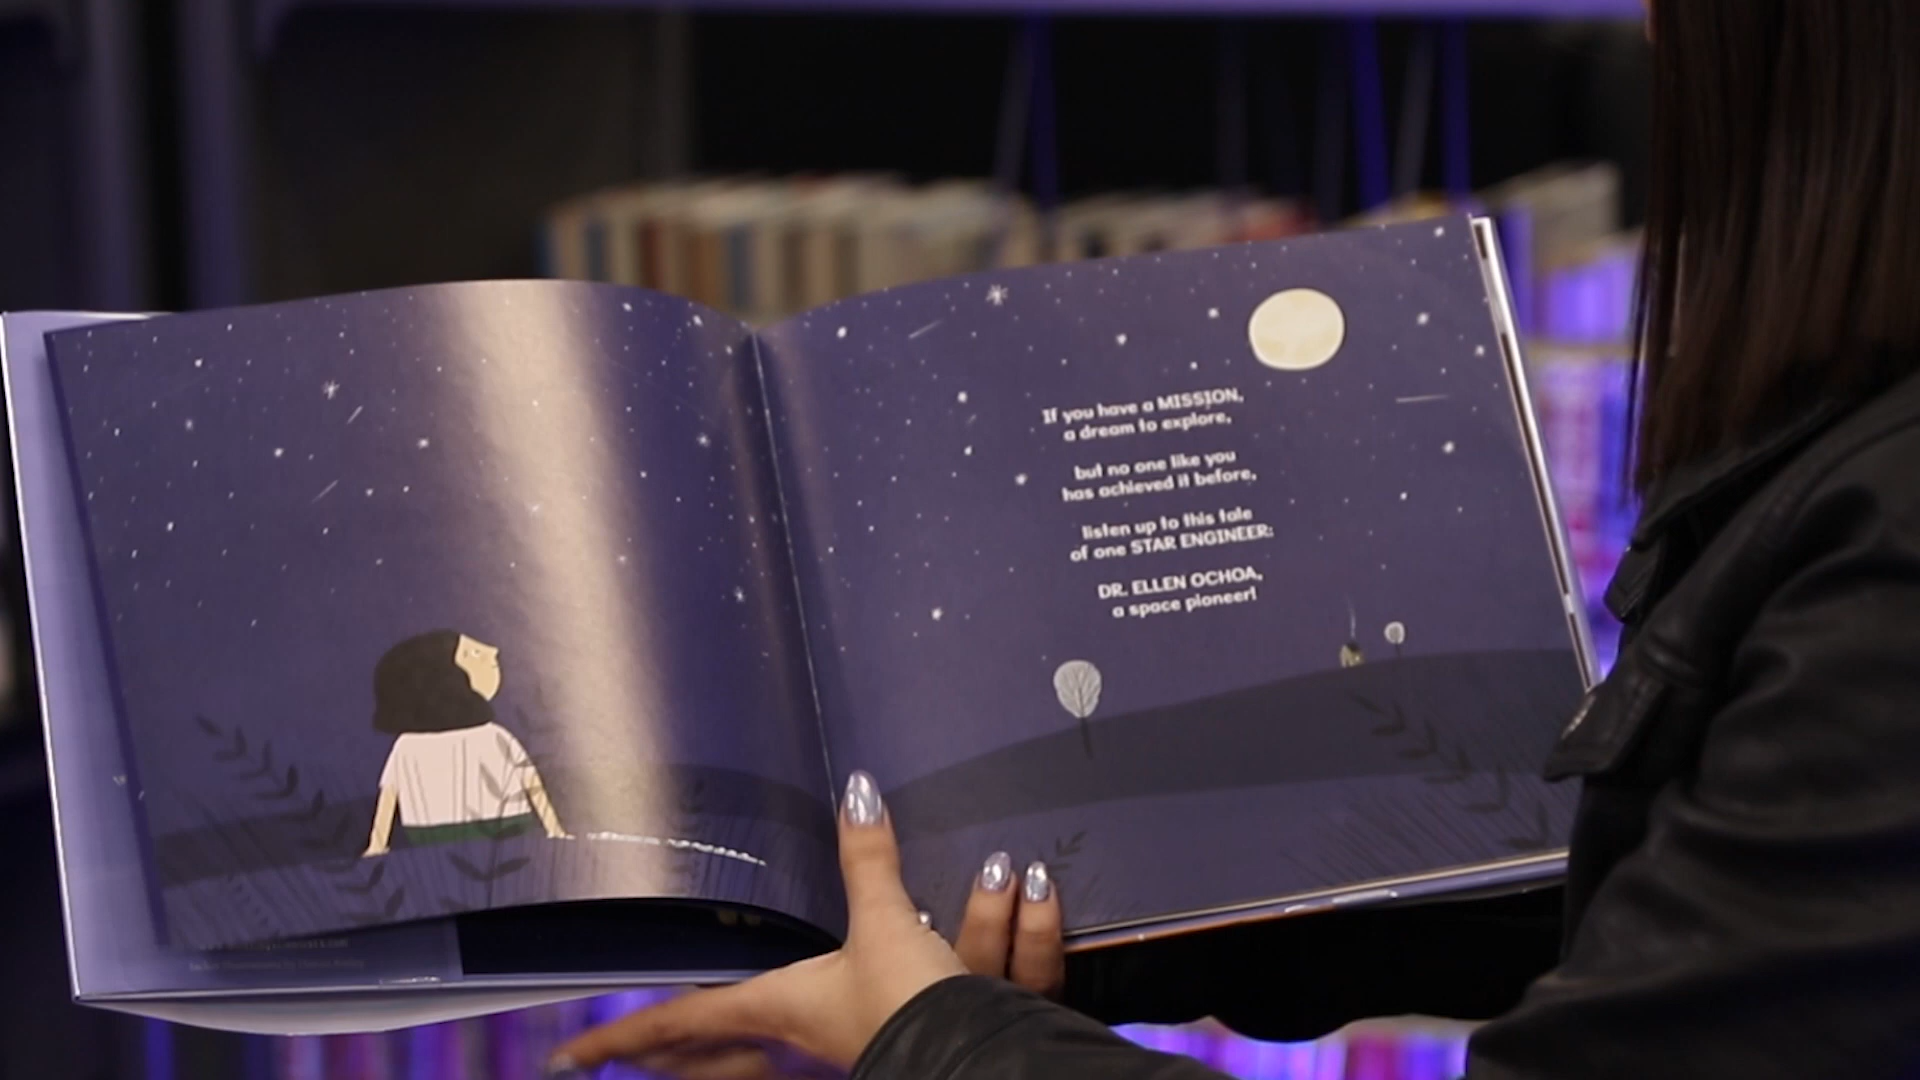 If you have a MISSION,
a dream to explore,
but no one like you
has achieved it before,
listen up to this tale
of one STAR ENGINEER:
DR. ELLEN OCHOA,
a space pioneer!